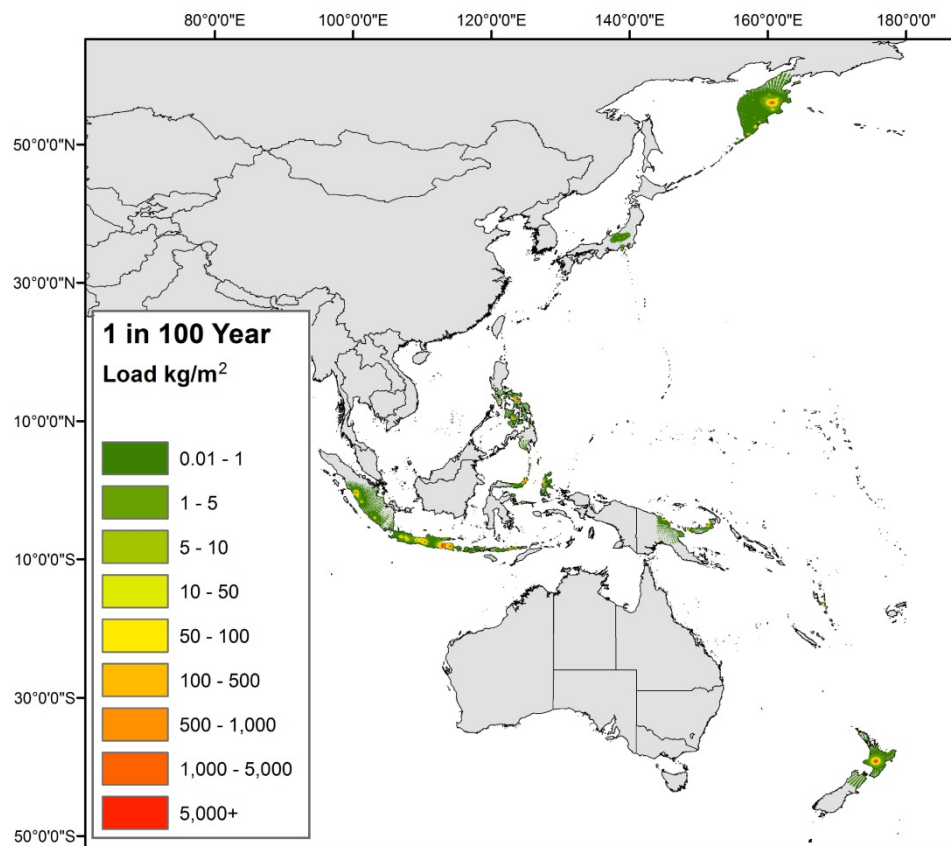 80°0'0"E 100°0'0"E 120°0'0"E 140°0'0"E 160°0'0"E 180°0'0"
50°0'0"N
30°0'0"N
10°0'0"N
10°0'0"S
30°0'0"S
50°0'0"S
1 in 100 Year
Load kg/m²
0.01 - 1
1 - 5
5 - 10
10 - 50
50 - 100
100 - 500
500 - 1,000
1,000 - 5,000
5,000+